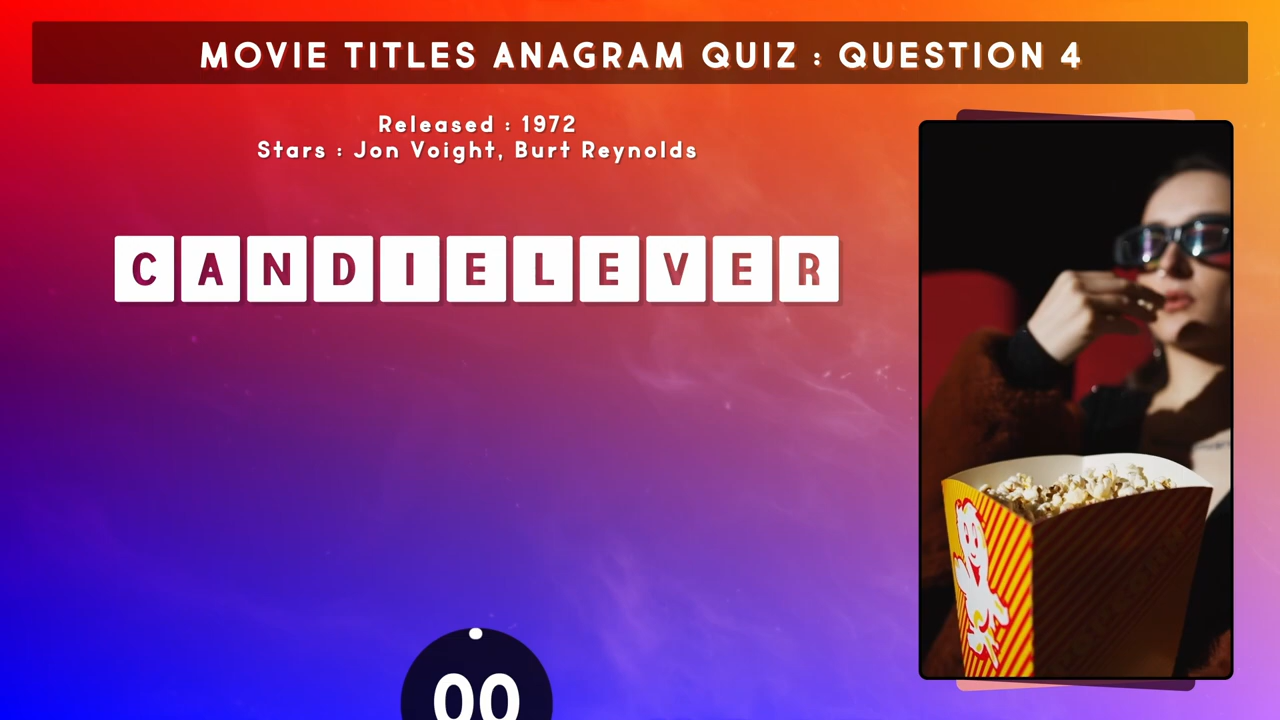 MOVIE TITLES ANAGRAM QUIZ : QUESTION 4
Released : 1972
Stars : Jon Voight, Burt Reynolds
CANDIELEVER
00